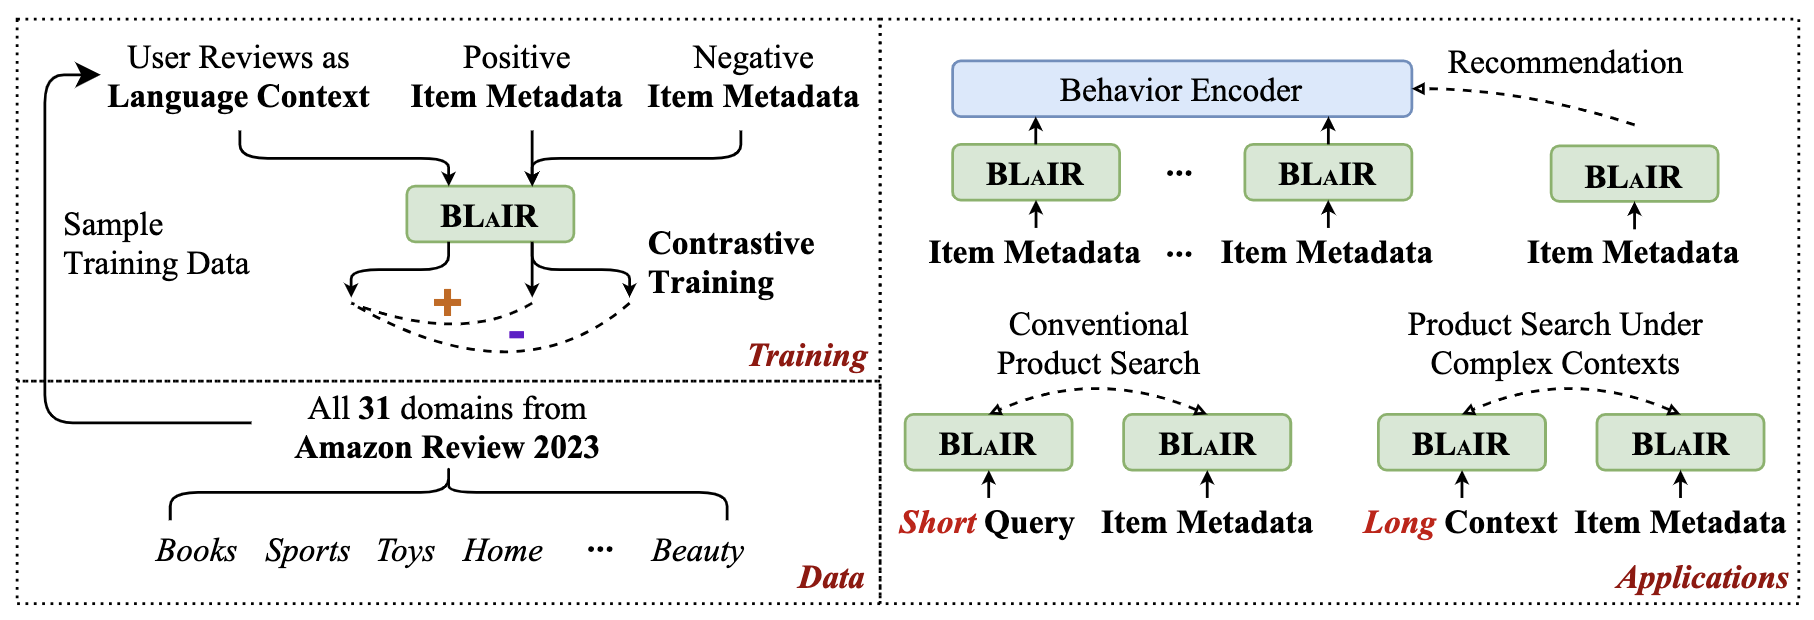 User Reviews as
Language Context
Positive
Item Metadata
Negative
Item Metadata
BLAIR
Sample
Training Data
Contrastive
Training
+
-
Training
All 31 domains from
Amazon Review 2023
Books Sports Toys Home ... Beauty
Data
Recommendation
Behavior Encoder
BLAIR ... BLAIR BLAIR
Item Metadata ... Item Metadata Item Metadata
Conventional
Product Search
BLAIR BLAIR
Short Query Item Metadata
Product Search Under
Complex Contexts
BLAIR BLAIR
Long Context Item Metadata
Applications